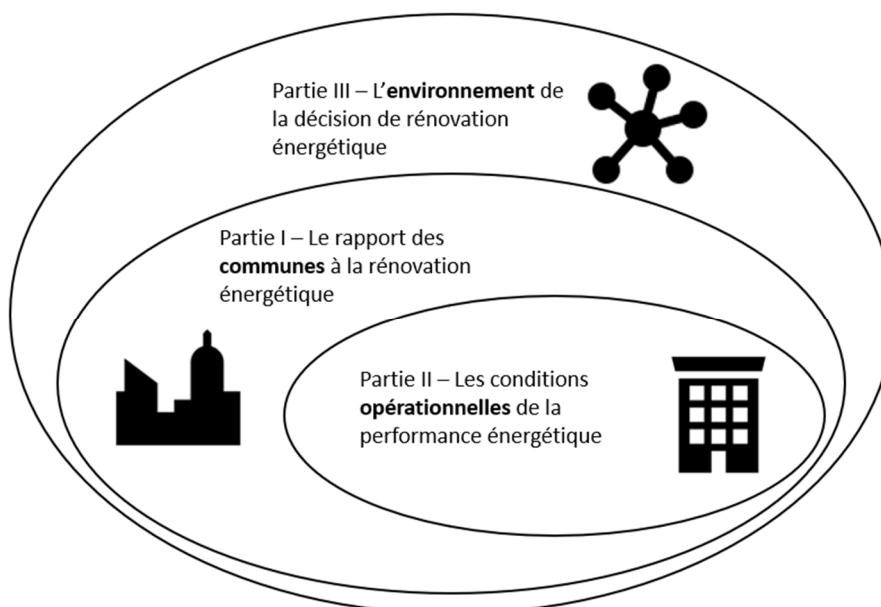 Partie III – L'environnement de
la décision de rénovation
énergétique
Partie I – Le rapport des
communes à la rénovation
énergétique
Partie II – Les conditions
opérationnelles de la
performance énergétique